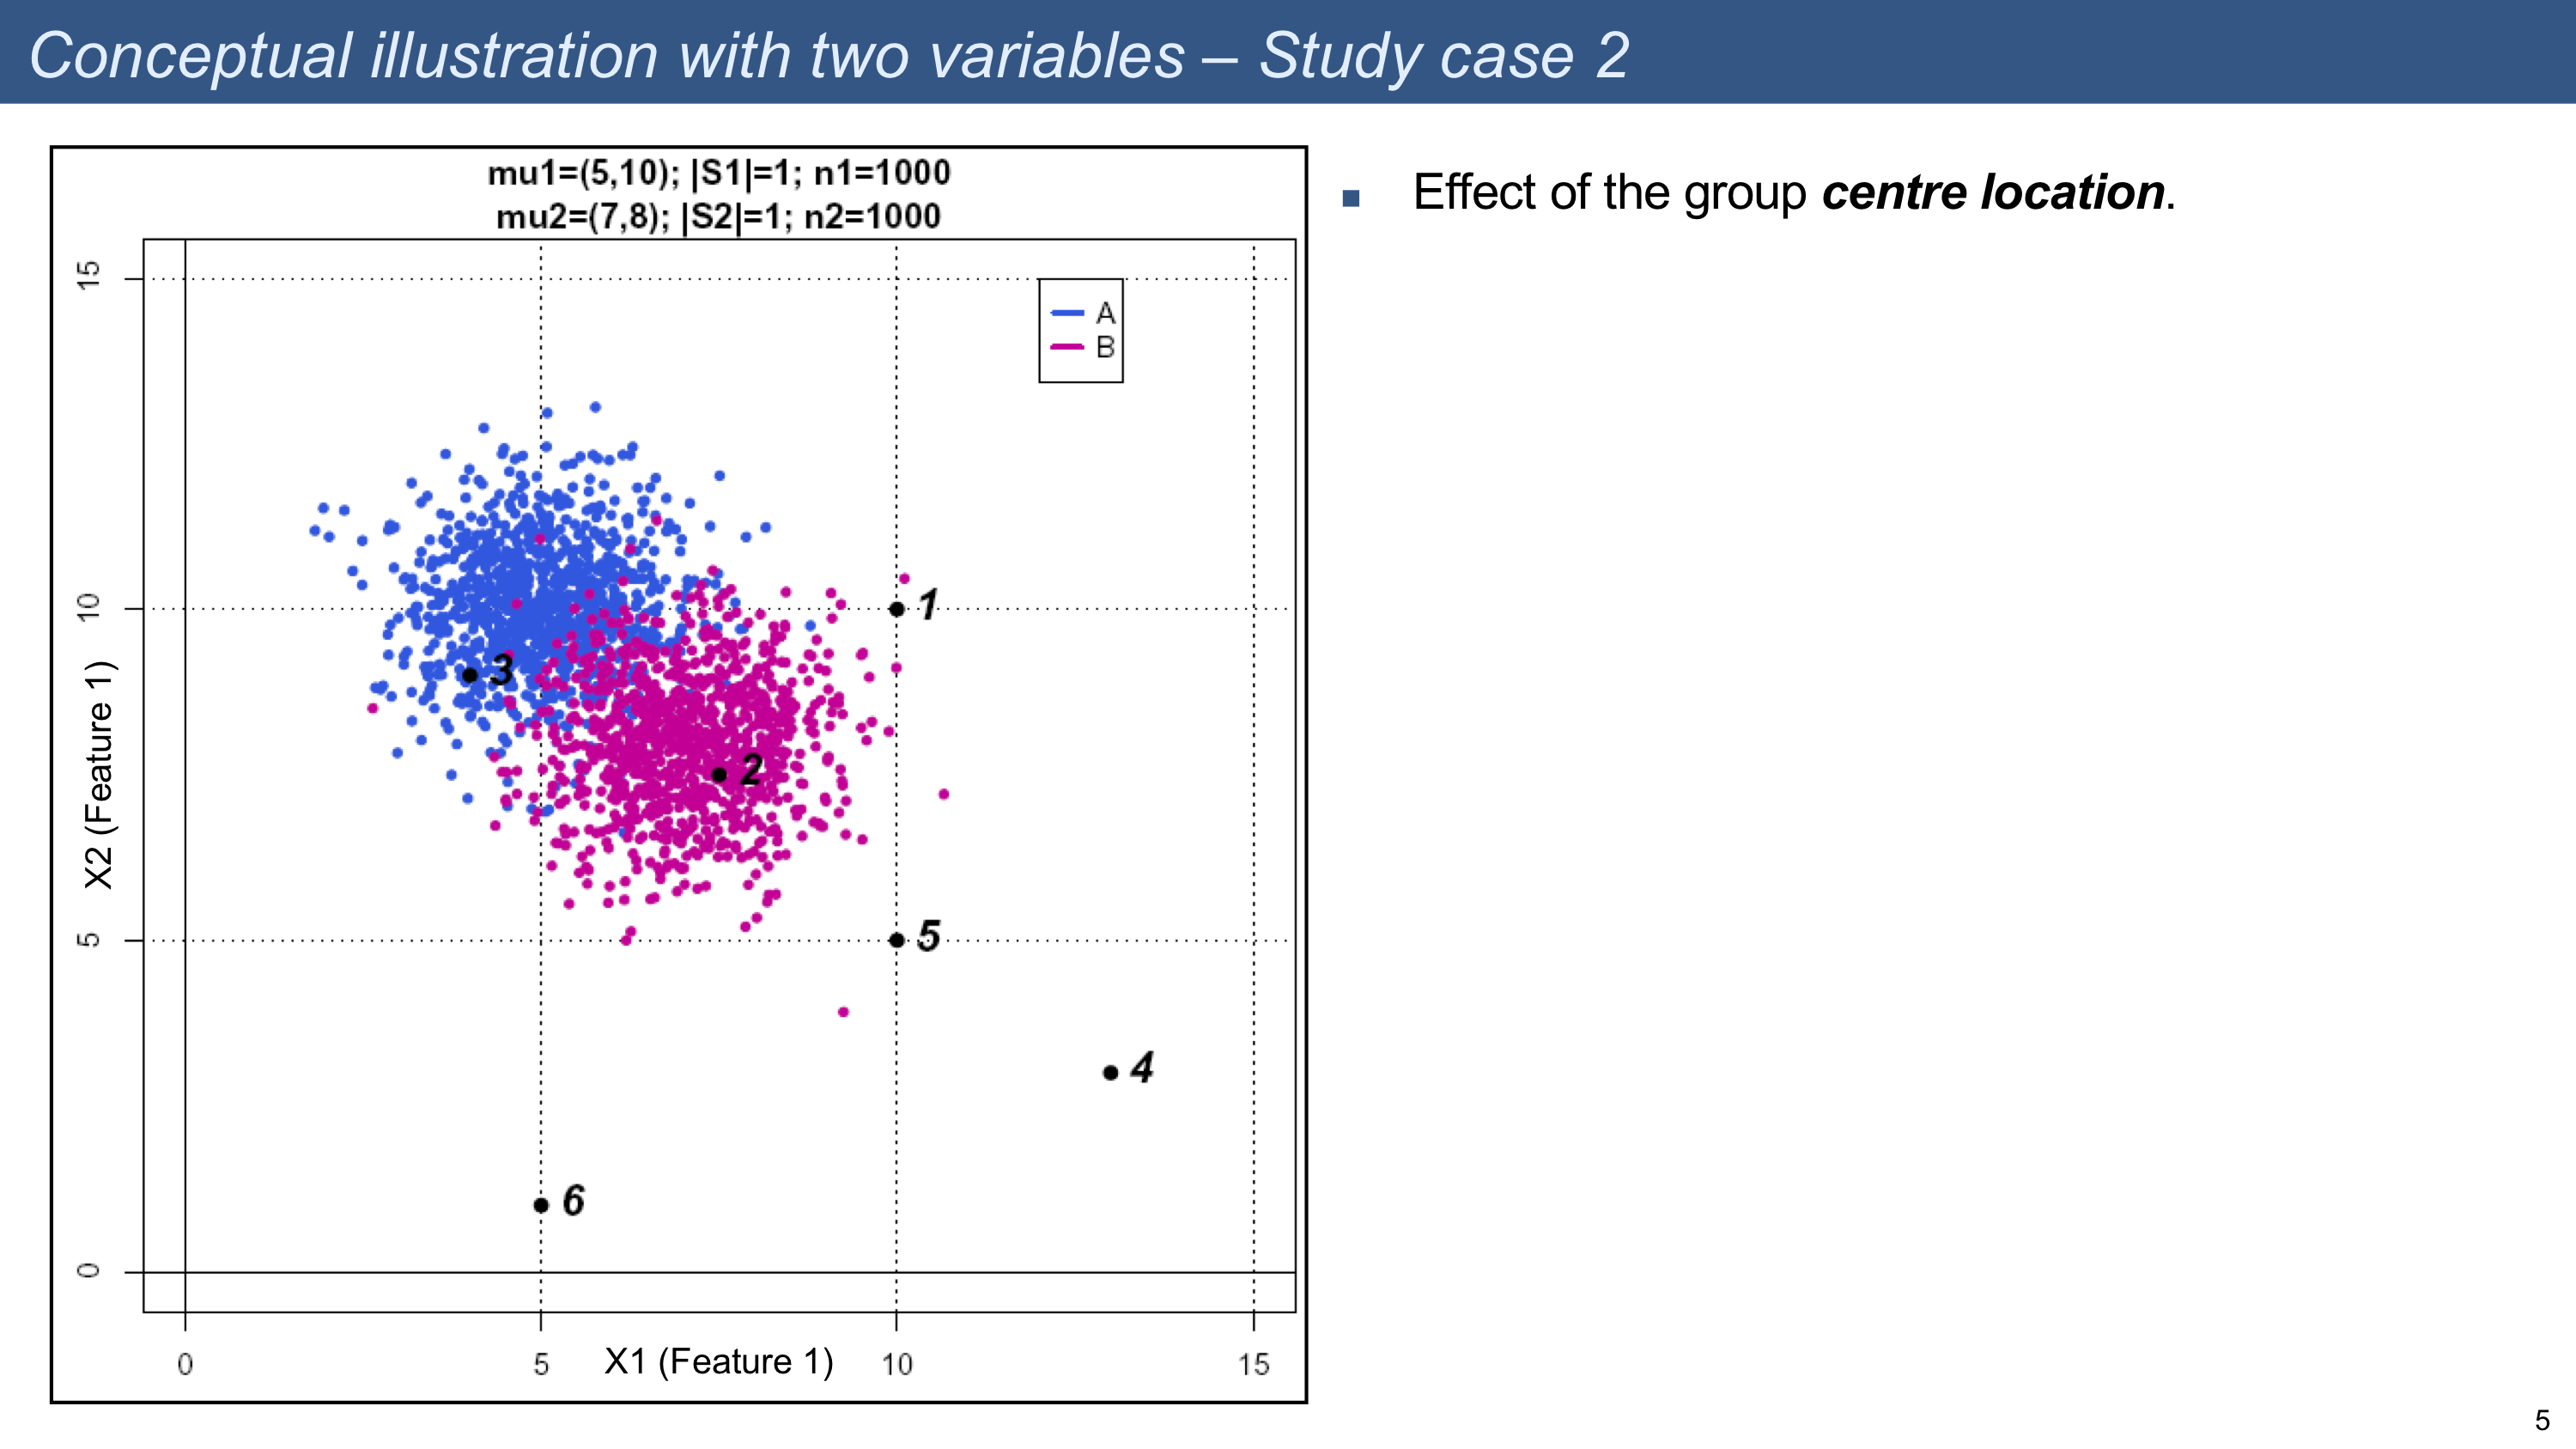 Conceptual illustration with two variables – Study case 2
mu1=(5,10); |S1|=1; n1=1000
mu2=(7,8); |S2|=1; n2=1000
▪ Effect of the group centre location.
15
A
B
10
1
3
X2 (Feature 1)
2
5
5
4
6
0
0
5
X1 (Feature 1)
10
15
5